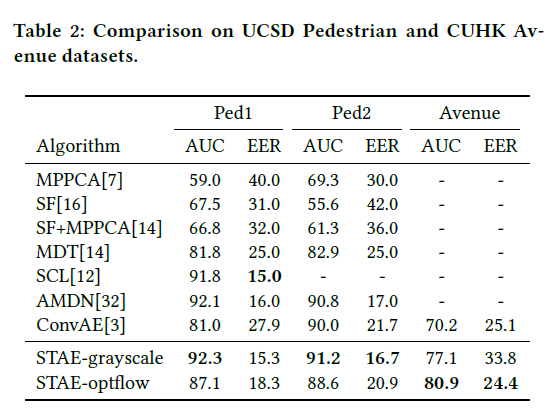 Table 2: Comparison on UCSD Pedestrian and CUHK Av-
enue datasets.
Ped1 Ped2 Avenue
Algorithm AUC EER AUC EER AUC EER
MPPCA[7] 59.0 40.0 69.3 30.0 - -
SF[16] 67.5 31.0 55.6 42.0 - -
SF+MPPCA[14] 66.8 32.0 61.3 36.0 - -
MDT[14] 81.8 25.0 82.9 25.0 - -
SCL[12] 91.8 15.0 - - - -
AMDN[32] 92.1 16.0 90.8 17.0 - -
ConvAE[3] 81.0 27.9 90.0 21.7 70.2 25.1
STAE-grayscale 92.3 15.3 91.2 16.7 77.1 33.8
STAE-optflow 87.1 18.3 88.6 20.9 80.9 24.4